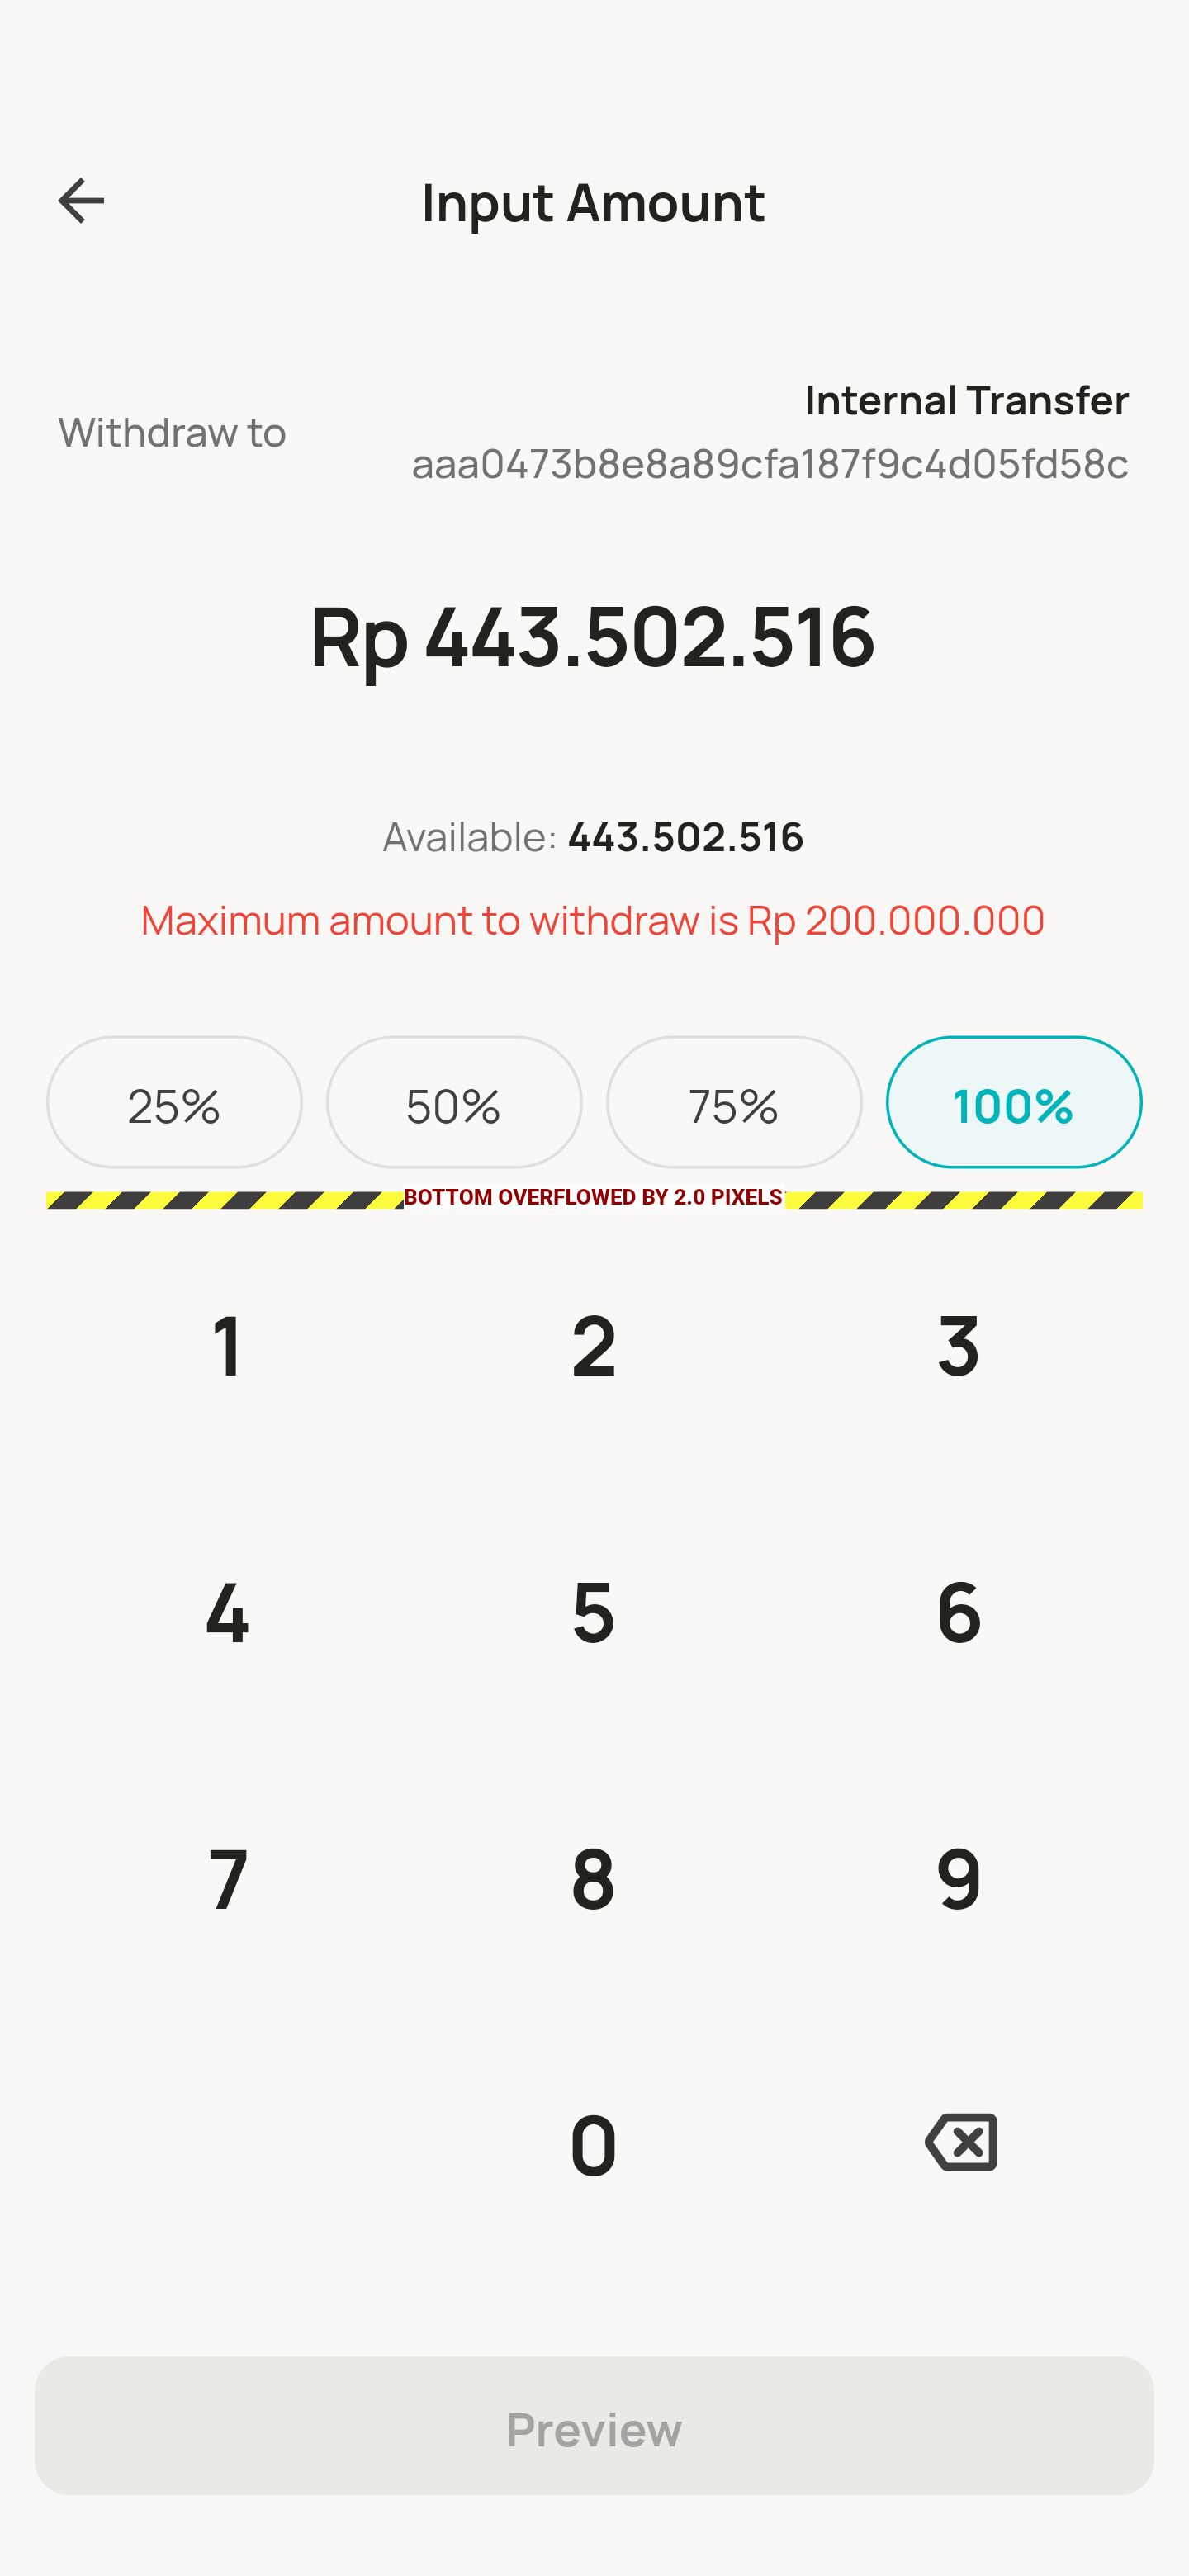 Input Amount
Withdraw to
Internal Transfer
aaa0473b8e8a89cfa187f9c4d05fd58c
Rp 443.502.516
Available: 443.502.516
Maximum amount to withdraw is Rp 200.000.000
25% 50% 75% 100%
BOTTOM OVERFLOWED BY 2.0 PIXELS
1 2 3
4 5 6
7 8 9
0
Preview